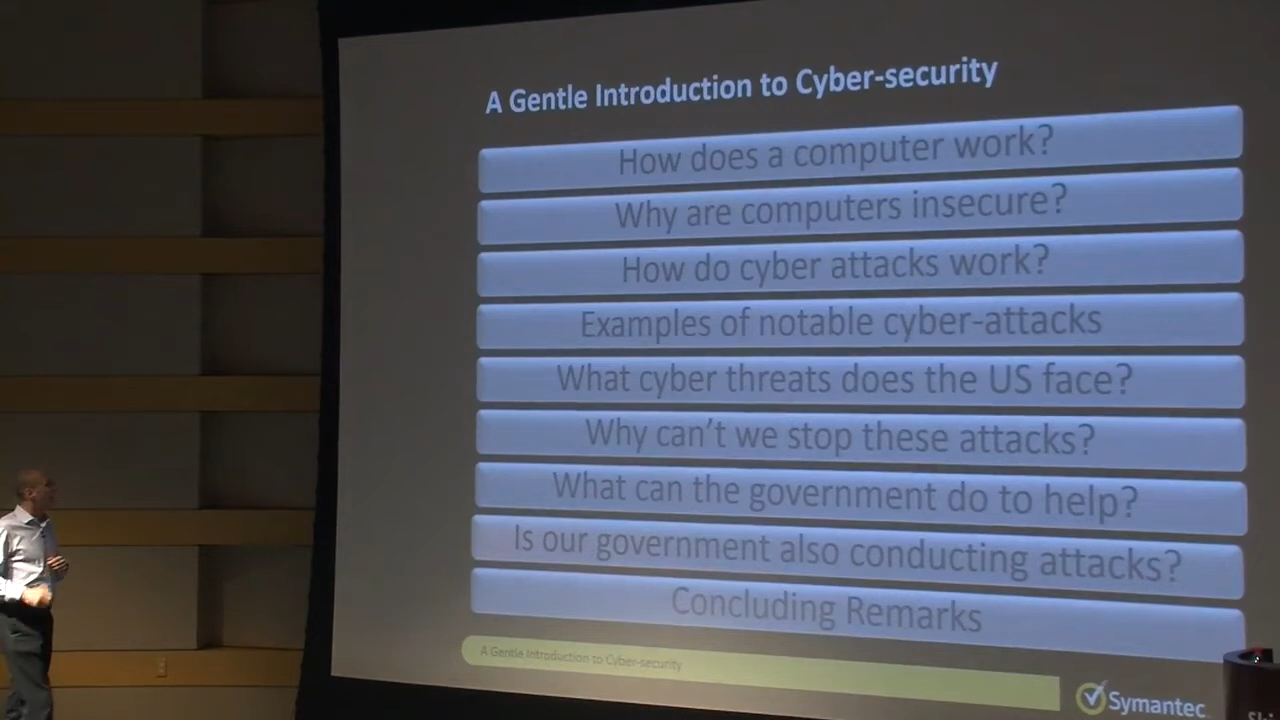 A Gentle Introduction to Cyber-security
How does a computer work?
Why are computers insecure?
How do cyber attacks work?
Examples of notable cyber-attacks
What cyber threats does the US face?
Why can't we stop these attacks?
What can the government do to help?
Is our government also conducting attacks?
Concluding Remarks
A Gentle Introduction to Cyber-security
Symantec